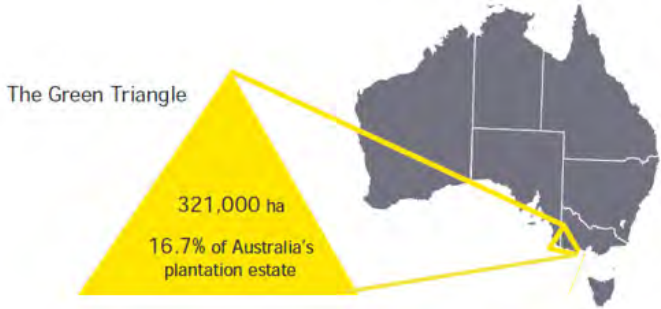 The Green Triangle
321,000 ha
16.7% of Australia's
plantation estate